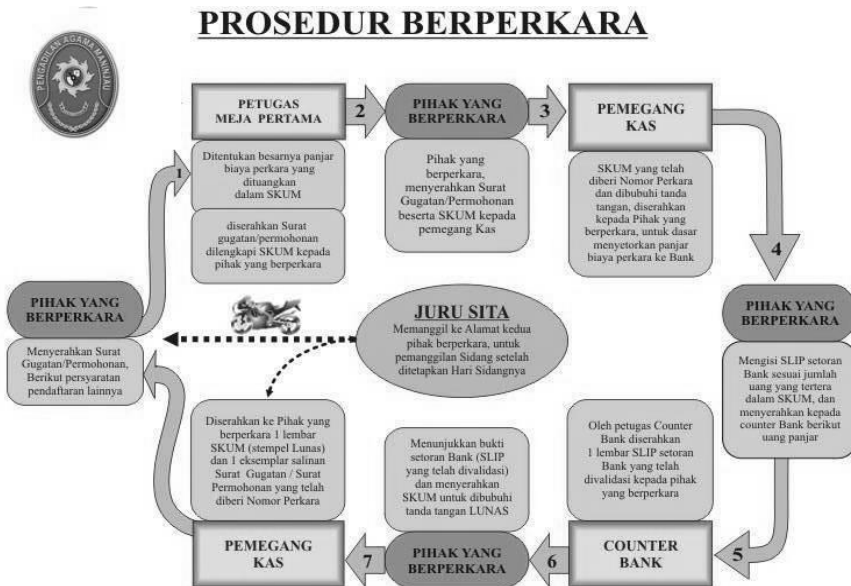 PROSEDUR BERPERKARA
PENGADILAN AGAMA MANINJAU
PIHAK YANG
BERPERKARA
Menyerahkan Surat
Gugatan/Permohonan,
Berikut persyaratan
pendaftaran lainnya
1
PETUGAS
MEJA PERTAMA
Ditentukan besarnya panjar
biaya perkara yang
dituangkan
dalam SKUM
diserahkan Surat
gugatan/permohonan
dilengkapi SKUM kepada
pihak yang berperkara
2
PIHAK YANG
BERPERKARA
Pihak yang
berperkara,
menyerahkan Surat
Gugatan/Permohonan
beserta SKUM kepada
pemegang Kas
3
PEMEGANG
KAS
SKUM yang telah
diberi Nomor Perkara
dan dibubuhi tanda
tangan, diserahkan
kepada Pihak yang
berperkara, untuk dasar
menyetorkan panjar
biaya perkara ke Bank
4
PIHAK YANG
BERPERKARA
Mengisi SLIP setoran
Bank sesuai jumlah
uang yang tertera
dalam SKUM, dan
menyerahkan kepada
counter Bank berikut
uang panjar
5
Oleh petugas Counter
Bank diserahkan
1 lembar SLIP setoran
Bank yang telah
divalidasi kepada pihak
yang berperkara
COUNTER
BANK
6
Menunjukkan bukti
setoran Bank (SLIP
yang telah divalidasi)
dan menyerahkan
SKUM untuk dibubuhi
tanda tangan LUNAS
PIHAK YANG
BERPERKARA
7
Diserahkan ke Pihak yang
berperkara 1 lembar
SKUM (stempel Lunas)
dan 1 eksemplar salinan
Surat Gugatan / Surat
Permohonan yang telah
diberi Nomor Perkara
PEMEGANG
KAS
JURU SITA
Memanggil ke Alamat kedua
pihak berperkara, untuk
pemanggilan Sidang setelah
ditetapkan Hari Sidangnya